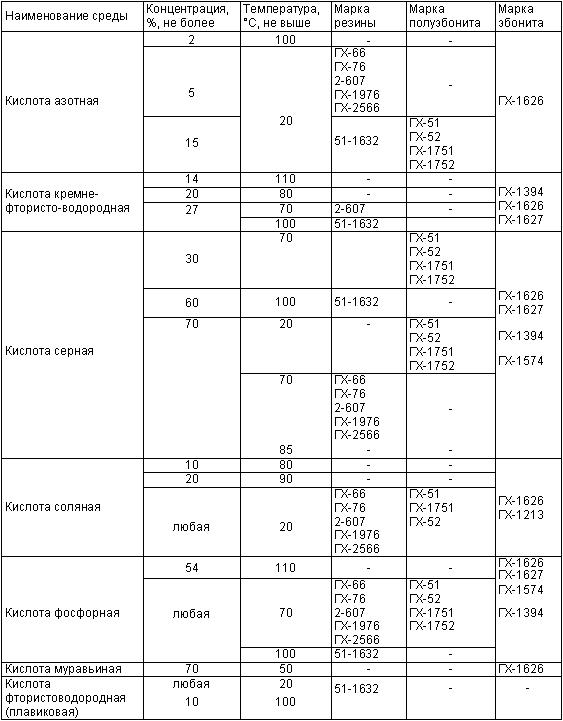 Наименование среды Концентрация, %, не более Температура, °C, не выше Марка резины Марка полуэбонита Марка эбонита
Кислота азотная
2 100 - -
5
20
ГХ-66
ГХ-76
2-607
ГХ-1976
ГХ-2566
-
ГХ-1626
15 51-1632
ГХ-51
ГХ-52
ГХ-1751
ГХ-1752
Кислота кремне-
фтористо-водородная
14 110 - -
20 80 - -
27 70 2-607 -
100 51-1632
ГХ-1394
ГХ-1626
ГХ-1627
Кислота серная
30 70
ГХ-51
ГХ-52
ГХ-1751
ГХ-1752
60 100 51-1632 -
70 20 -
ГХ-51
ГХ-52
ГХ-1751
ГХ-1752
70
ГХ-66
ГХ-76
2-607
ГХ-1976
ГХ-2566
-
85 - -
ГХ-1626
ГХ-1627
ГХ-1394
ГХ-1574
Кислота соляная
10 80 - -
20 90 - -
любая 20
ГХ-66
ГХ-76
2-607
ГХ-1976
ГХ-2566
ГХ-51
ГХ-1751
ГХ-52
ГХ-1626
ГХ-1213
Кислота фосфорная
54 110 - -
любая 70
ГХ-66
ГХ-76
2-607
ГХ-1976
ГХ-2566
ГХ-51
ГХ-52
ГХ-1751
ГХ-1752
100 51-1632 -
ГХ-1626
ГХ-1627
ГХ-1574
ГХ-1394
Кислота муравьиная 70 50 - - ГХ-1626
Кислота
фтористоводородная
(плавиковая)
любая 20
10 100
51-1632 - -